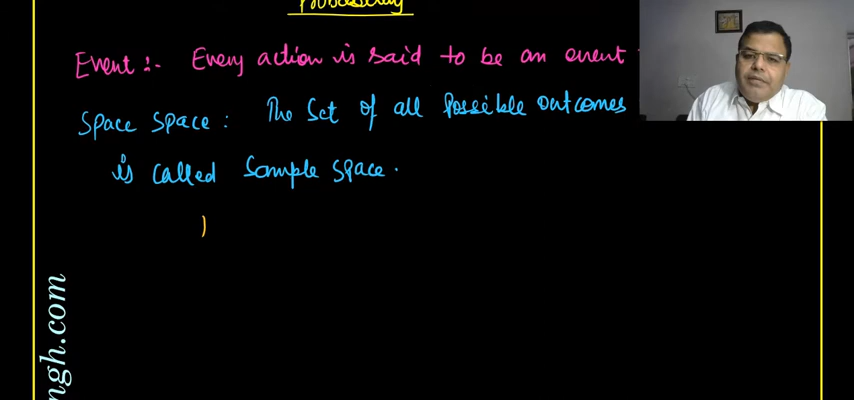 Probability
Event :- Every action is said to be an event
Space Space : The Set of all Possible Outcomes
is called Sample Space.
ngh.com